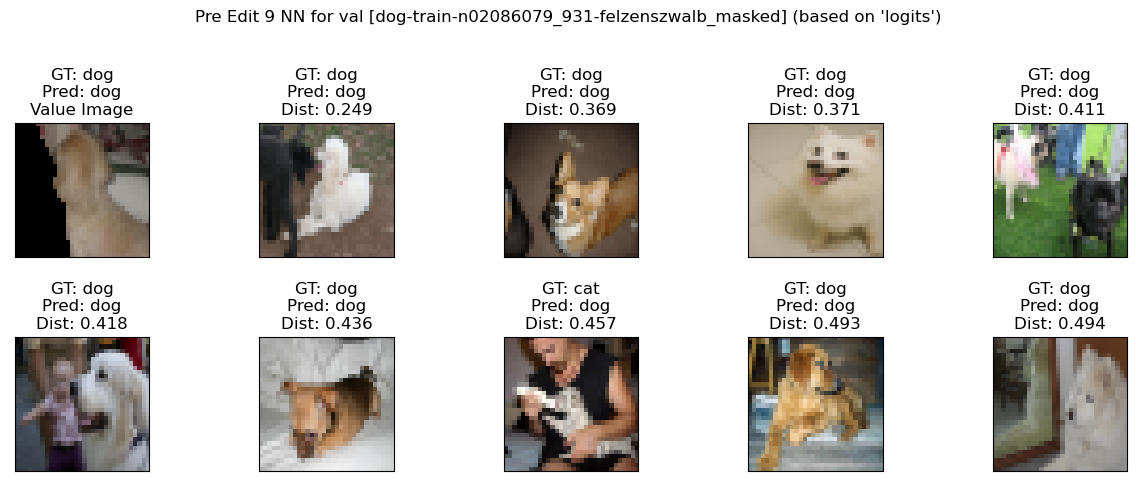 Pre Edit 9 NN for val [dog-train-n02086079_931-felzenszwalb_masked] (based on 'logits')
GT: dog
Pred: dog
Value Image
GT: dog
Pred: dog
Dist: 0.249
GT: dog
Pred: dog
Dist: 0.369
GT: dog
Pred: dog
Dist: 0.371
GT: dog
Pred: dog
Dist: 0.411
GT: dog
Pred: dog
Dist: 0.418
GT: dog
Pred: dog
Dist: 0.436
GT: cat
Pred: dog
Dist: 0.457
GT: dog
Pred: dog
Dist: 0.493
GT: dog
Pred: dog
Dist: 0.494